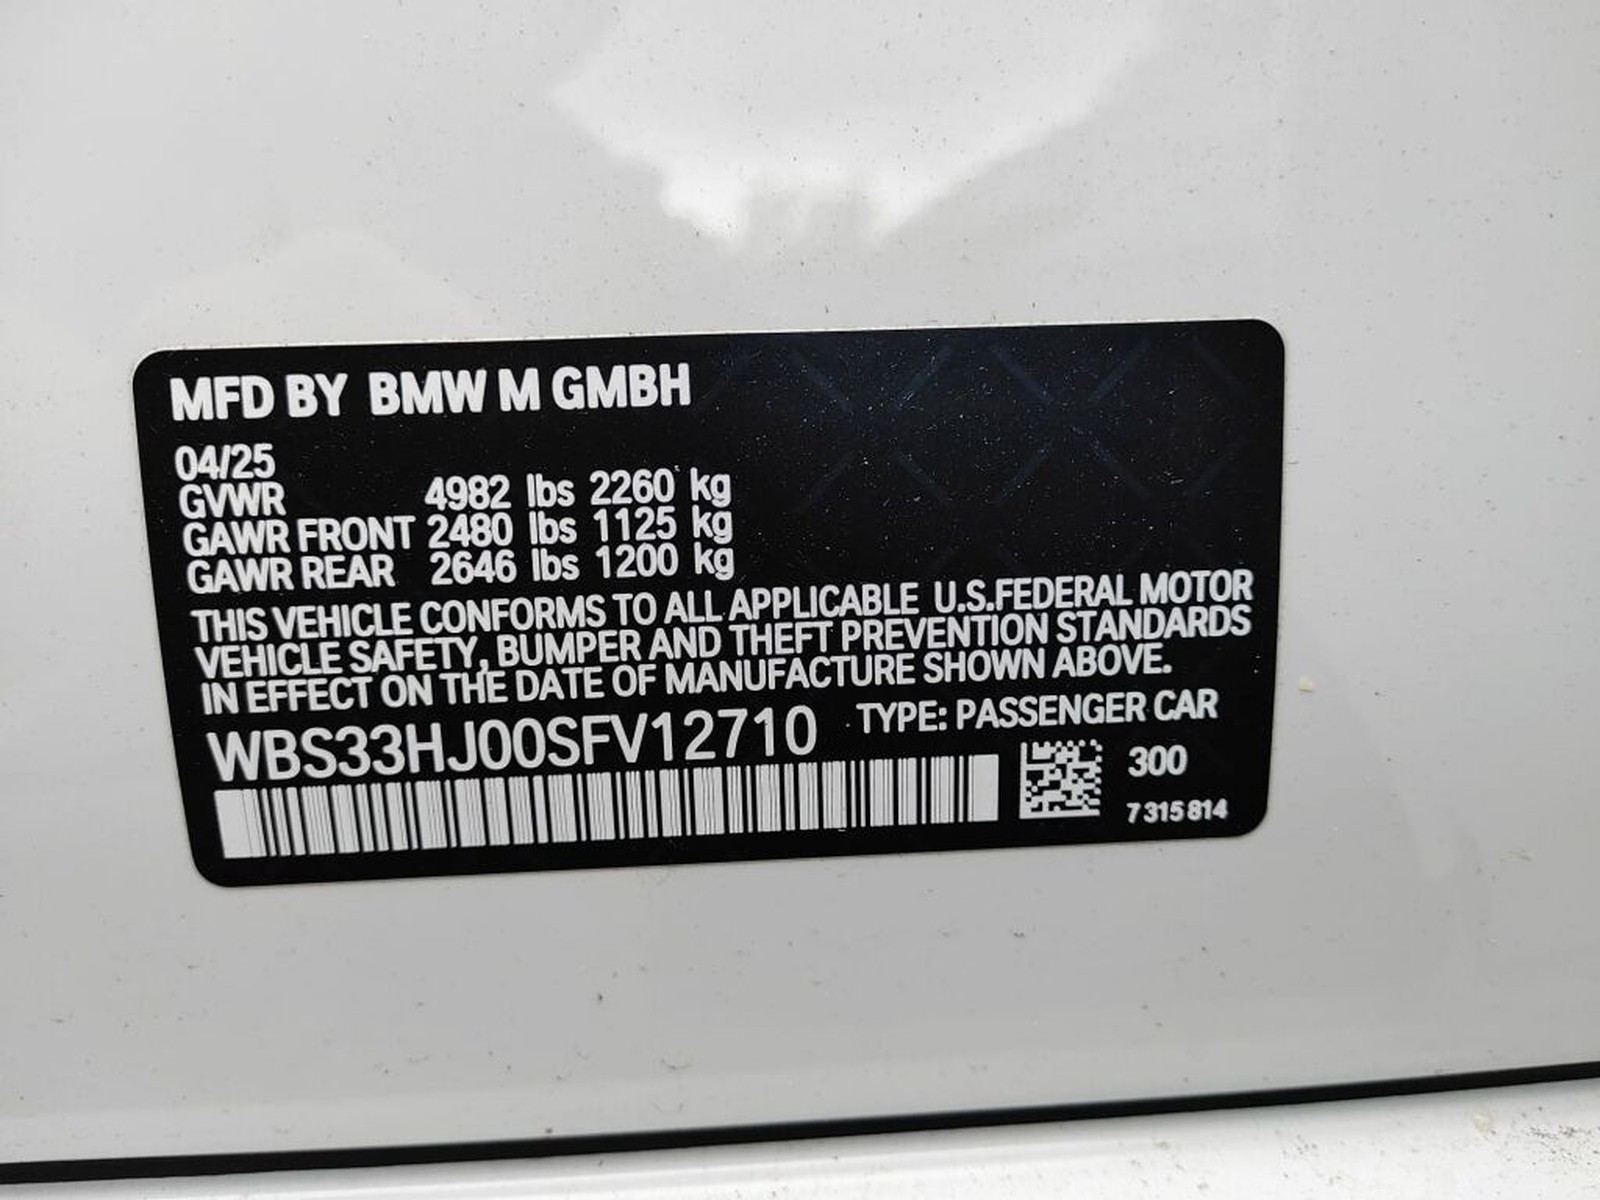 MFD BY BMW M GMBH
04/25
GVWR 4982 lbs 2260 kg
GAWR FRONT 2480 lbs 1125 kg
GAWR REAR 2646 lbs 1200 kg
THIS VEHICLE CONFORMS TO ALL APPLICABLE U.S.FEDERAL MOTOR
VEHICLE SAFETY, BUMPER AND THEFT PREVENTION STANDARDS
IN EFFECT ON THE DATE OF MANUFACTURE SHOWN ABOVE.
WBS33HJ00SFV12710 TYPE: PASSENGER CAR
300
7 315 814